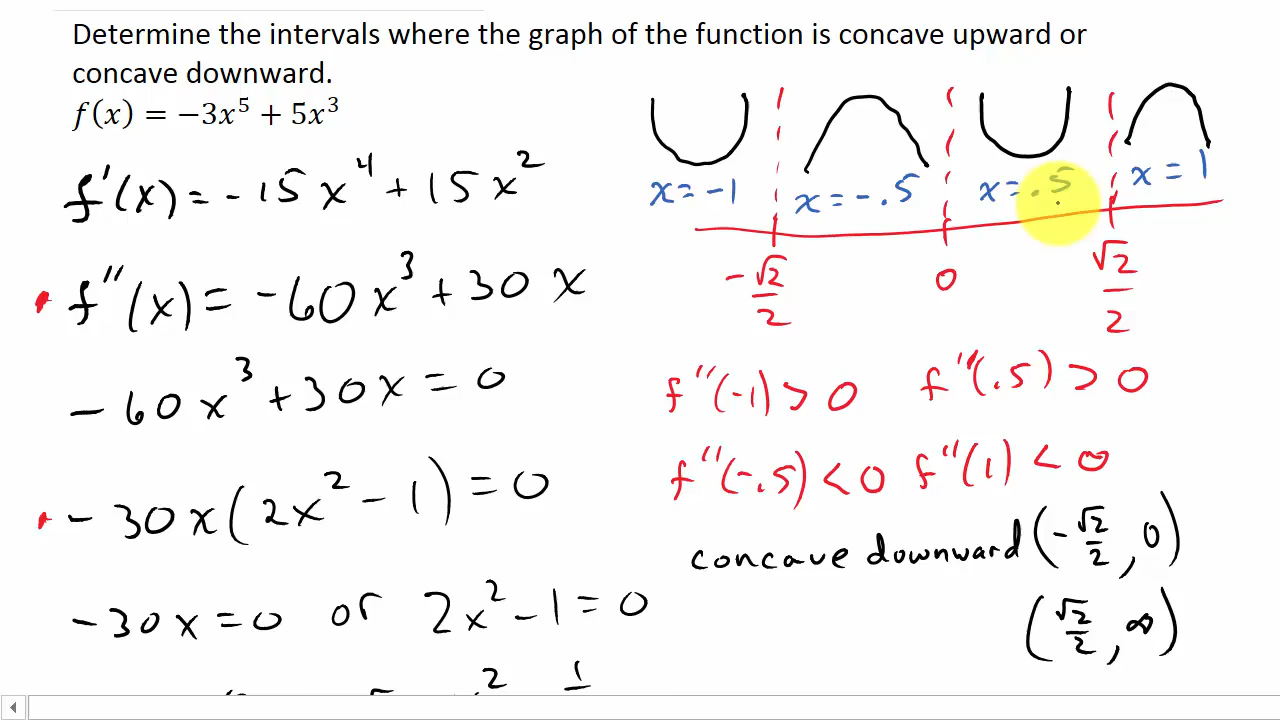 Determine the intervals where the graph of the function is concave upward or
concave downward.
f(x) = −3x⁵ + 5x³
f'(x) = -15x⁴ + 15x²
f''(x) = -60x³ + 30x
-60x³ + 30x = 0
-30x(2x² - 1) = 0
-30x = 0 or 2x² - 1 = 0
x = -1 x = -.5 x = .5 x = 1
-√2/2 0 √2/2
f''(-1) > 0 f''(.5) > 0
f''(-.5) < 0 f''(1) < 0
concave downward (-√2/2, 0)
(√2/2, ∞)